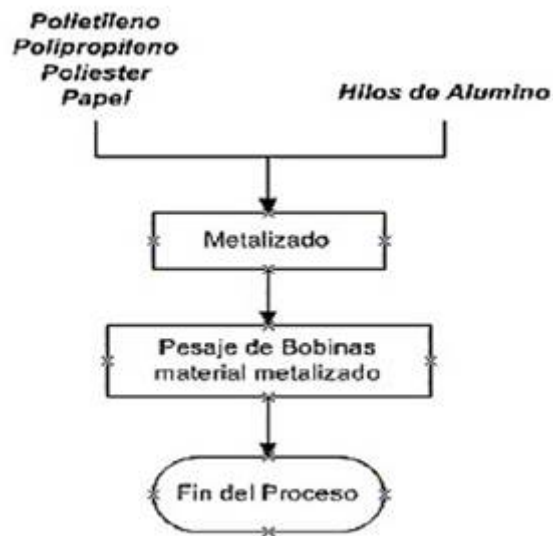 Polietileno
Polipropileno
Poliester
Papel
Hilos de Alumino
Metalizado
Pesaje de Bobinas
material metalizado
Fin del Proceso